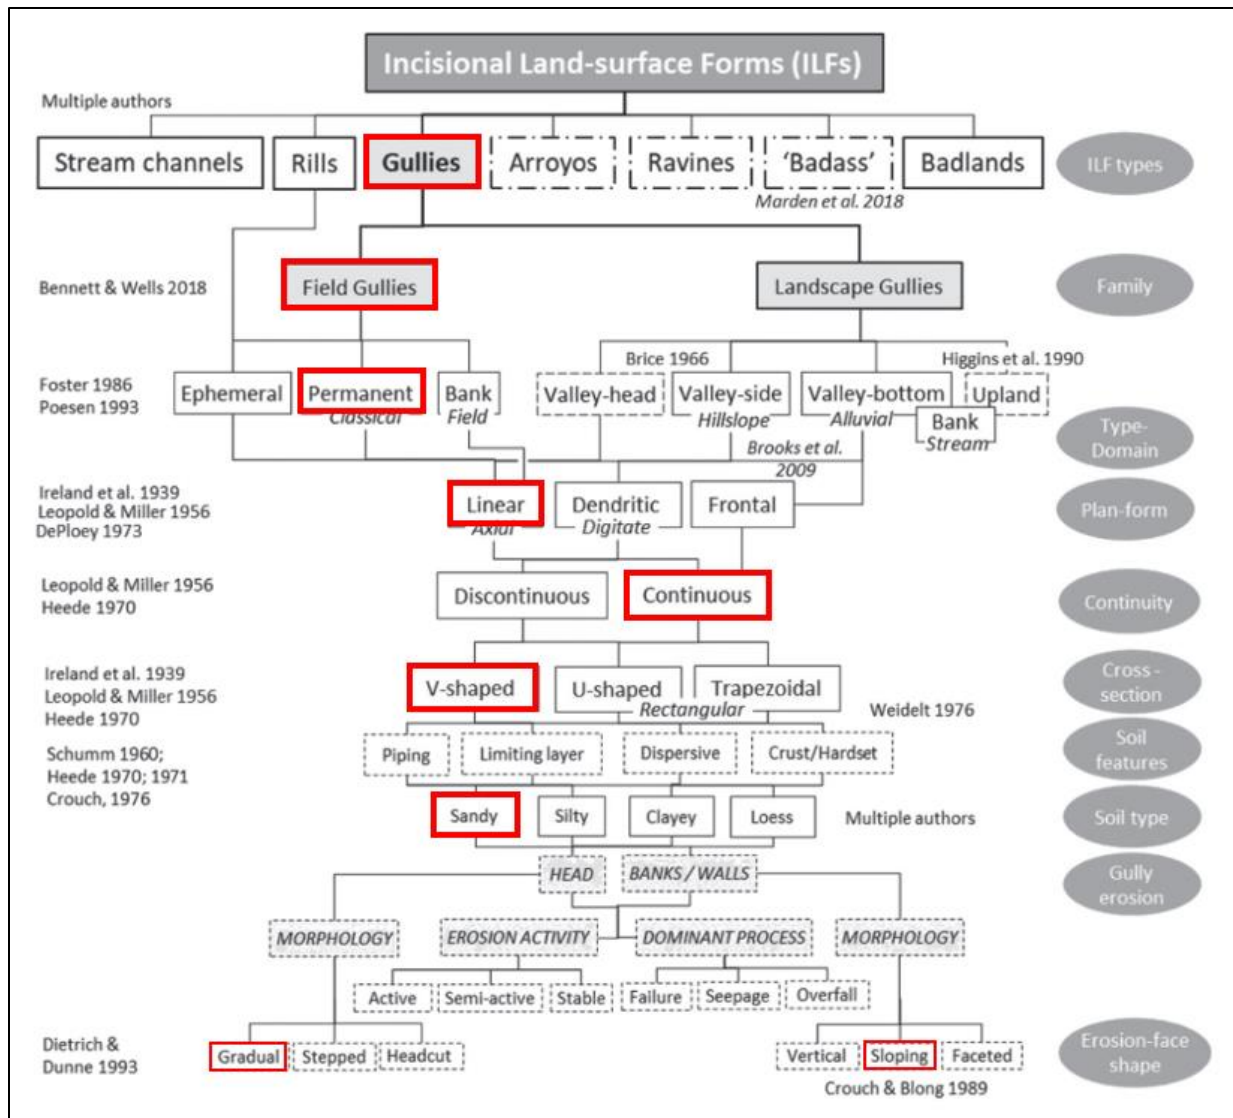 Incisional Land-surface Forms (ILFs)
Multiple authors
Stream channels
Rills
Gullies
Arroyos
Ravines
'Badass'
Badlands
ILF types
Marden et al. 2018
Bennett & Wells 2018
Field Gullies
Landscape Gullies
Family
Brice 1966
Higgins et al. 1990
Foster 1986
Poesen 1993
Ephemeral
Permanent
Classical
Bank
Field
Valley-head
Valley-side
Hillslope
Valley-bottom
Alluvial
Upland
Bank
Stream
Type-
Domain
Brooks et al.
2009
Ireland et al. 1939
Leopold & Miller 1956
DePloey 1973
Linear
Axial
Dendritic
Digitate
Frontal
Plan-form
Leopold & Miller 1956
Heede 1970
Discontinuous
Continuous
Continuity
Ireland et al. 1939
Leopold & Miller 1956
Heede 1970
V-shaped
U-shaped
Trapezoidal
Rectangular
Weidelt 1976
Cross-
section
Schumm 1960;
Heede 1970; 1971
Crouch, 1976
Piping
Limiting layer
Dispersive
Crust/Hardset
Soil
features
Sandy
Silty
Clayey
Loess
Multiple authors
Soil type
HEAD
BANKS / WALLS
Gully
erosion
MORPHOLOGY
EROSION ACTIVITY
DOMINANT PROCESS
MORPHOLOGY
Active
Semi-active
Stable
Failure
Seepage
Overfall
Dietrich &
Dunne 1993
Gradual
Stepped
Headcut
Vertical
Sloping
Faceted
Crouch & Blong 1989
Erosion-face
shape